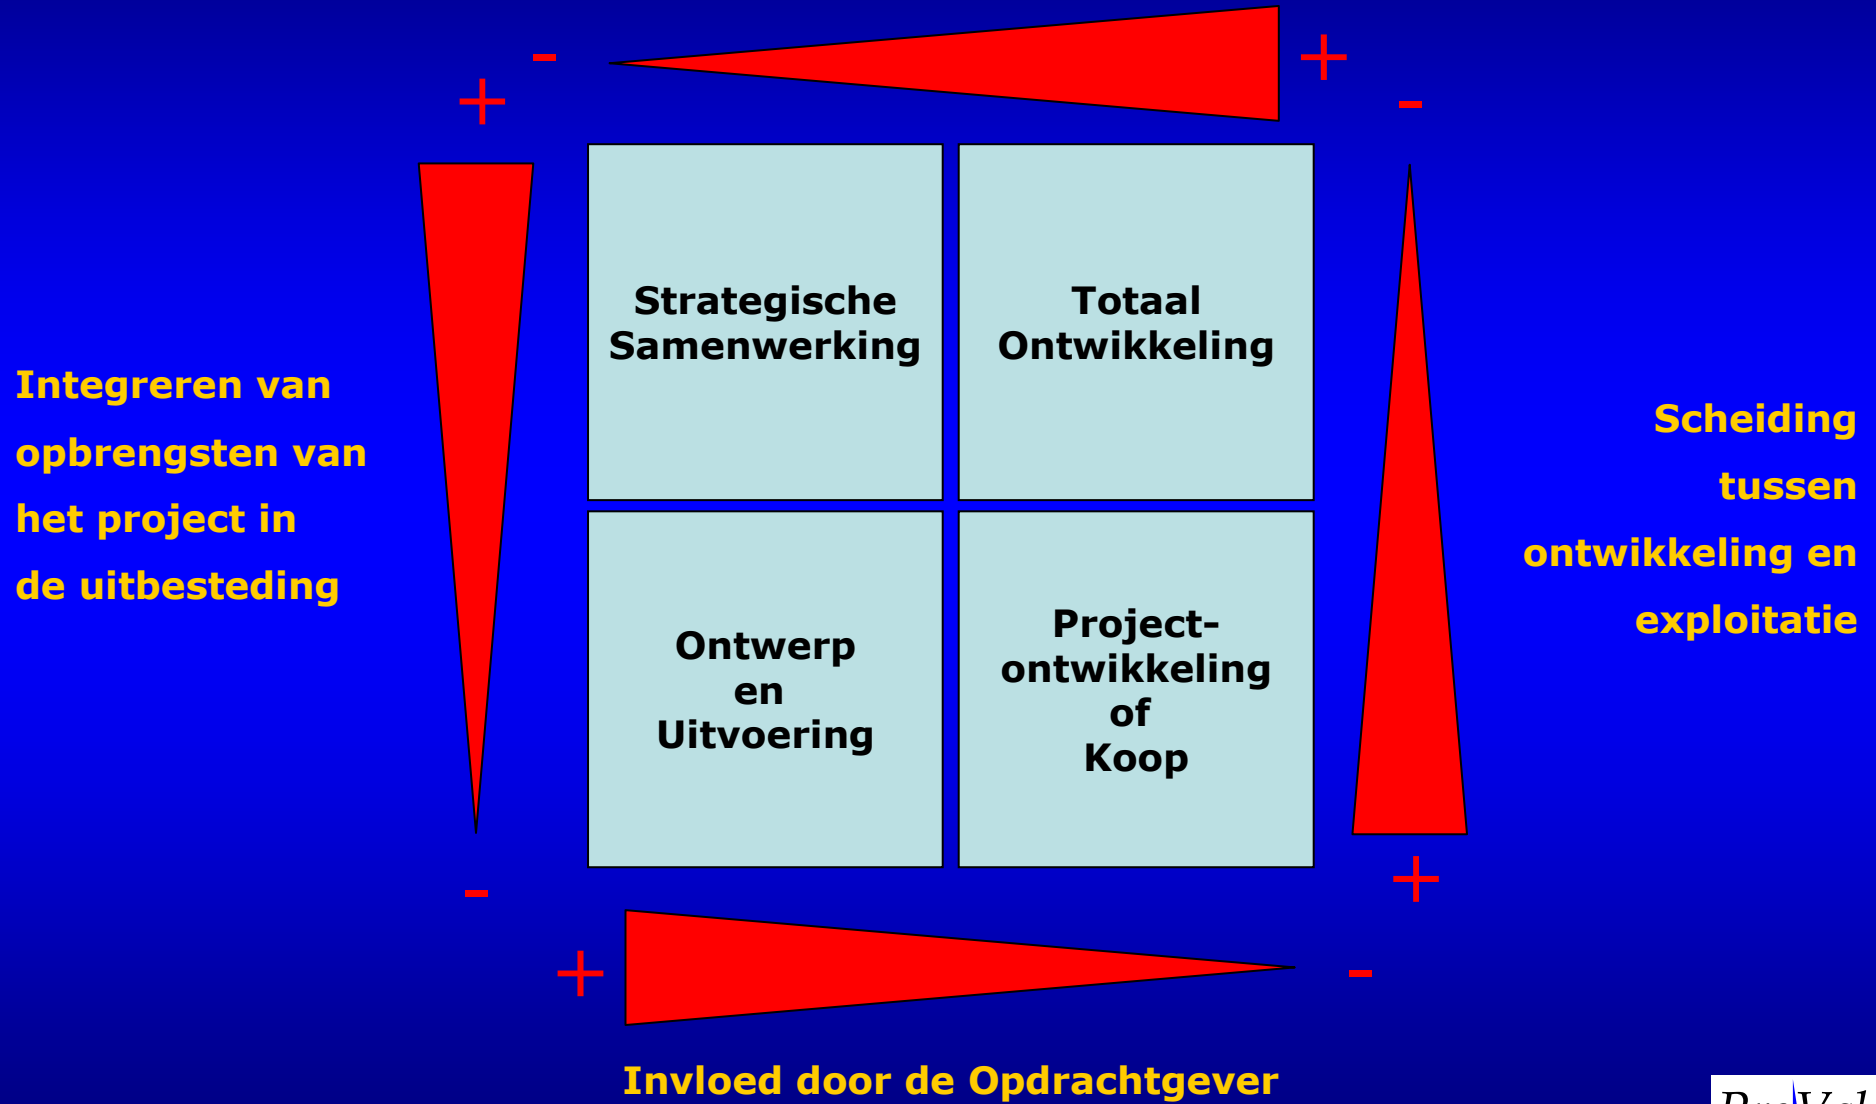 - +
+ -
Strategische
Samenwerking
Totaal
Ontwikkeling
Integreren van
opbrengsten van
het project in
de uitbesteding
Scheiding
tussen
ontwikkeling en
exploitatie
Ontwerp
en
Uitvoering
Project-
ontwikkeling
of
Koop
- +
+ -
Invloed door de Opdrachtgever